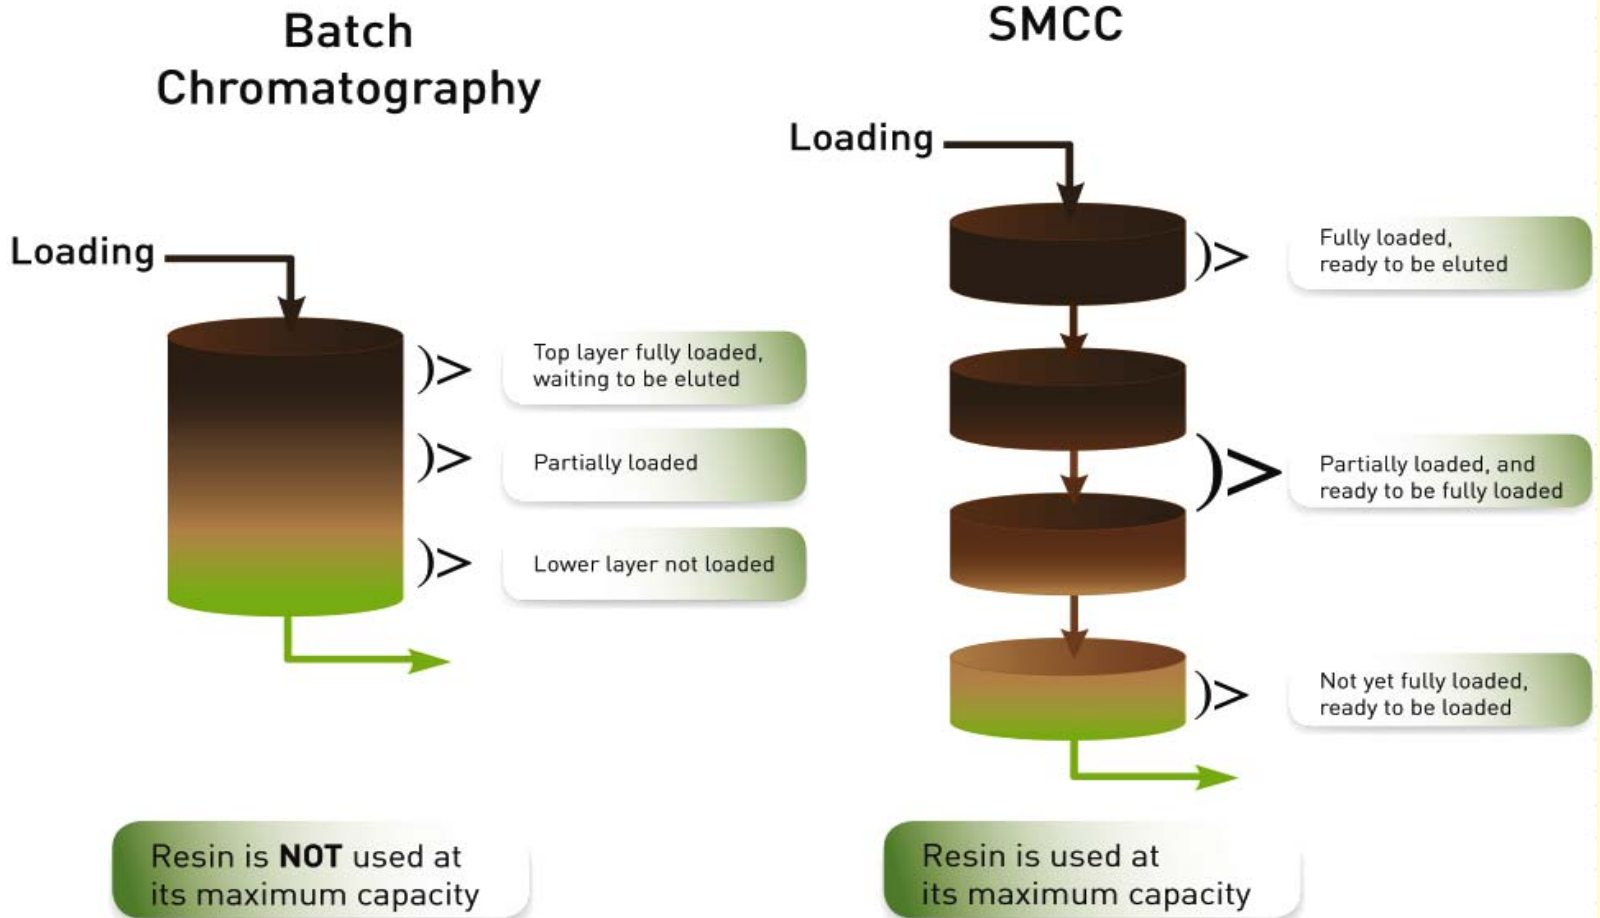 Batch
Chromatography
Loading
Top layer fully loaded,
waiting to be eluted
Partially loaded
Lower layer not loaded
Resin is NOT used at
its maximum capacity
SMCC
Loading
Fully loaded,
ready to be eluted
Partially loaded, and
ready to be fully loaded
Not yet fully loaded,
ready to be loaded
Resin is used at
its maximum capacity